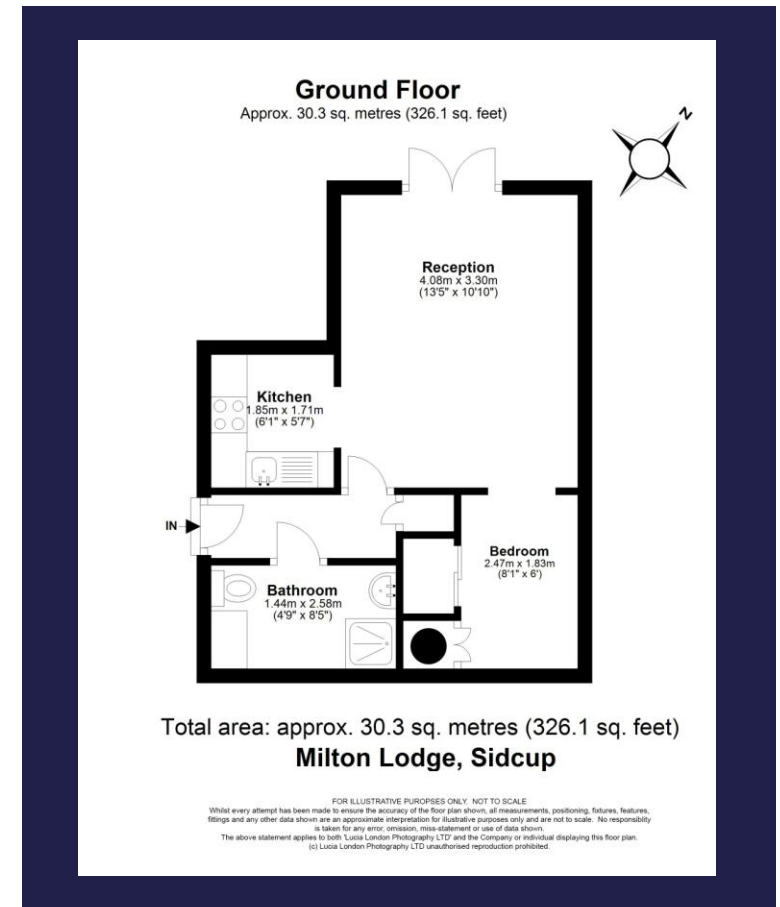 Ground Floor
Approx. 30.3 sq. metres (326.1 sq. feet)
N
Reception
4.08m x 3.30m
(13'5" x 10'10")
Kitchen
1.85m x 1.71m
(6'1" x 5'7")
IN
Bedroom
2.47m x 1.83m
(8'1" x 6')
Bathroom
1.44m x 2.58m
(4'9" x 8'5")
Total area: approx. 30.3 sq. metres (326.1 sq. feet)
Milton Lodge, Sidcup
FOR ILLUSTRATIVE PUROPSES ONLY. NOT TO SCALE
Whilst every attempt has been made to ensure the accuracy of the floor plan shown, all measurements, positioning, fixtures, features,
fittings and any other data shown are an approximate interpretation for illustrative purposes only and are not to scale. No responsiblity
is taken for any error, omission, miss-statement or use of data shown.
The above statement applies to both 'Lucia London Photography LTD' and the Company or individual displaying this floor plan.
(c) Lucia London Photography LTD unauthorised reproduction prohibited.